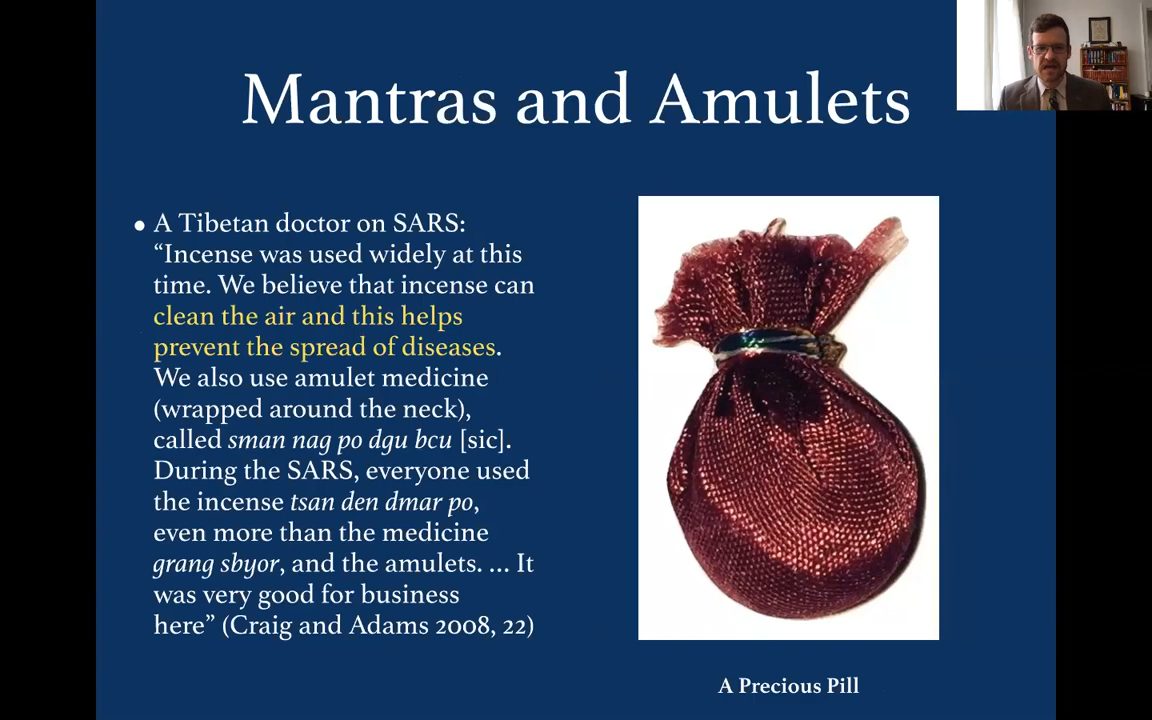 Mantras and Amulets
• A Tibetan doctor on SARS:
“Incense was used widely at this
time. We believe that incense can
clean the air and this helps
prevent the spread of diseases.
We also use amulet medicine
(wrapped around the neck),
called sman nag po dgu bcu [sic].
During the SARS, everyone used
the incense tsan den dmar po,
even more than the medicine
grang sbyor, and the amulets. ... It
was very good for business
here” (Craig and Adams 2008, 22)
A Precious Pill